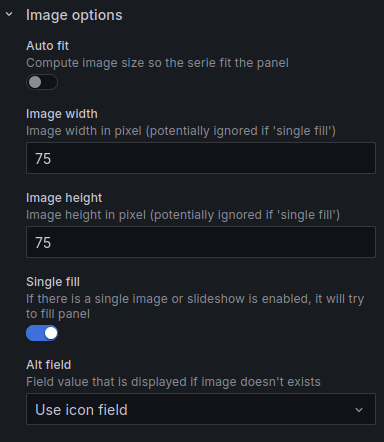 Image options
Auto fit
Compute image size so the serie fit the panel
Image width
Image width in pixel (potentially ignored if 'single fill')
75
Image height
Image height in pixel (potentially ignored if 'single fill')
75
Single fill
If there is a single image or slideshow is enabled, it will try
to fill panel
Alt field
Field value that is displayed if image doesn't exists
Use icon field